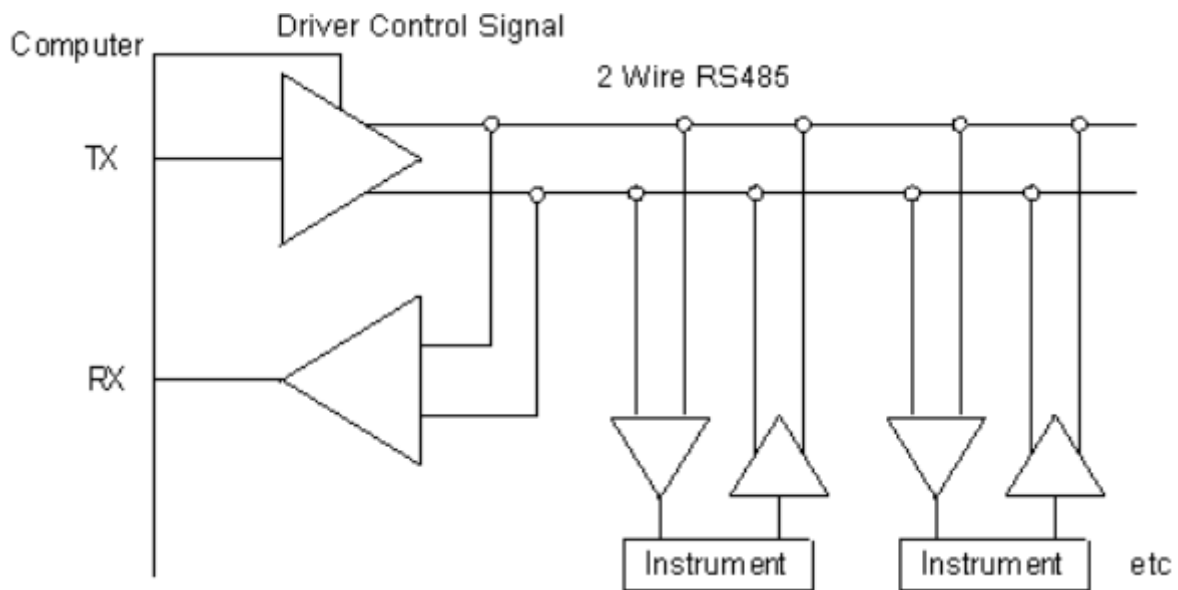 Driver Control Signal
Computer
2 Wire RS485
TX
RX
Instrument
Instrument
etc